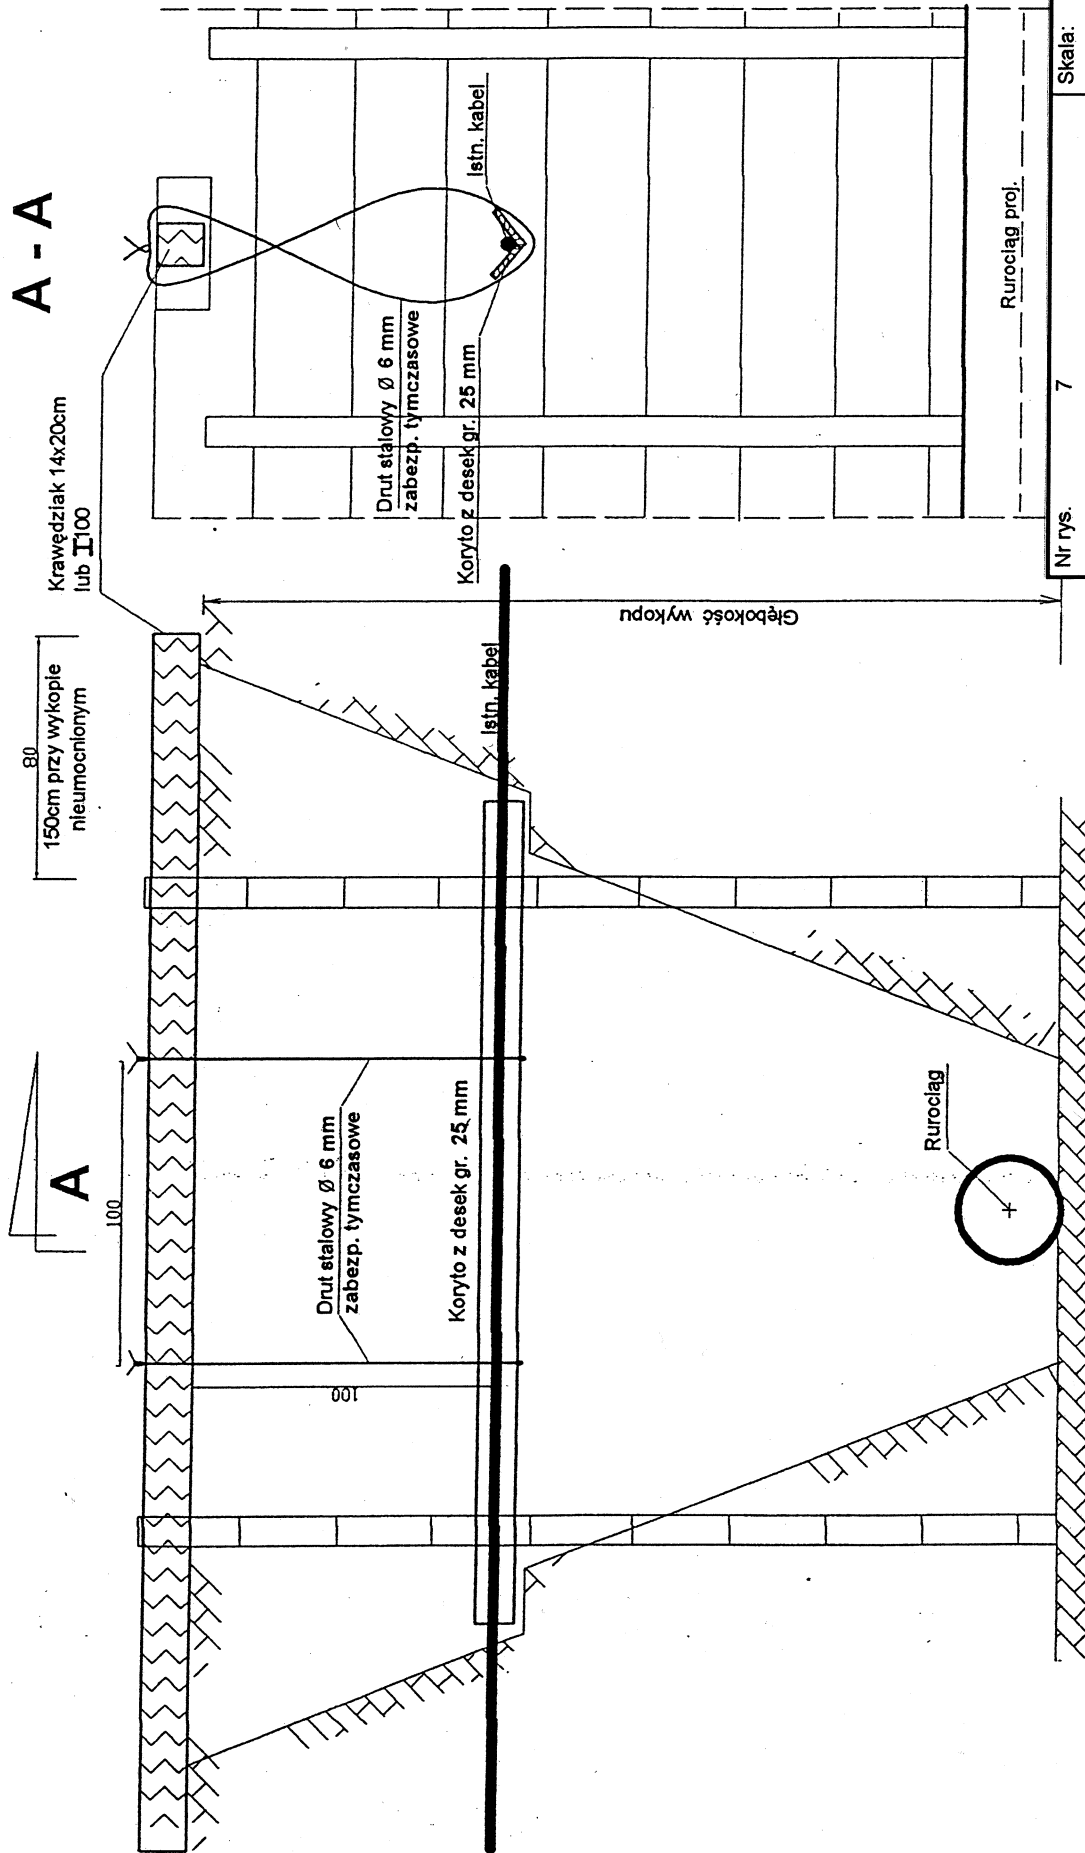 A - A
Krawędziak 14x20cm
lub I100
80
150cm przy wykopie
nieumocnionym
A
100
Drut stalowy Ø 6 mm
zabezp. tymczasowe
Koryto z desek gr. 25 mm
100
Istn. kabel
Głębokość wykopu
Rurociąg
Drut stalowy Ø 6 mm
zabezp. tymczasowe
Koryto z desek gr. 25 mm
Istn. kabel
Rurociąg proj.
Nr rys. 7
Skala: